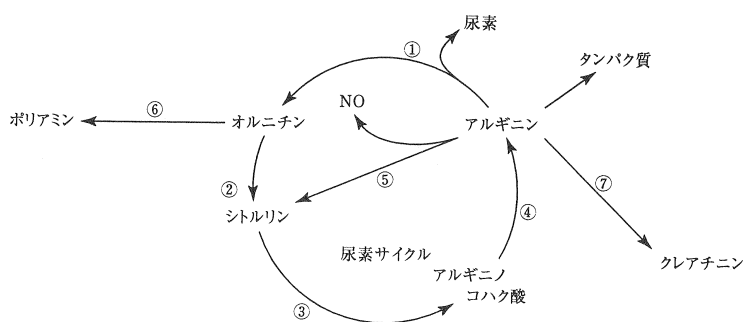 尿素
①
タンパク質
NO
⑥
ポリアミン
オルニチン
アルギニン
⑤
②
⑦
シトルリン
④
尿素サイクル
クレアチニン
アルギニノ
コハク酸
③